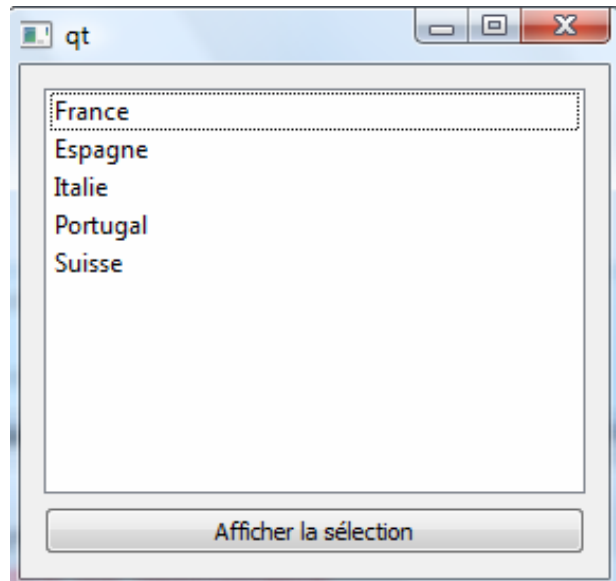 qt
France
Espagne
Italie
Portugal
Suisse
Afficher la sélection